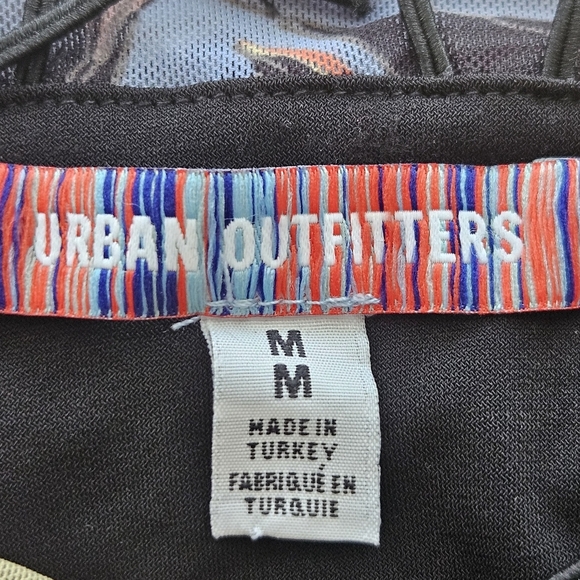 URBAN OUTFITTERS
M
M
MADE IN
TURKEY
FABRIQUÉ EN
TURQUIE